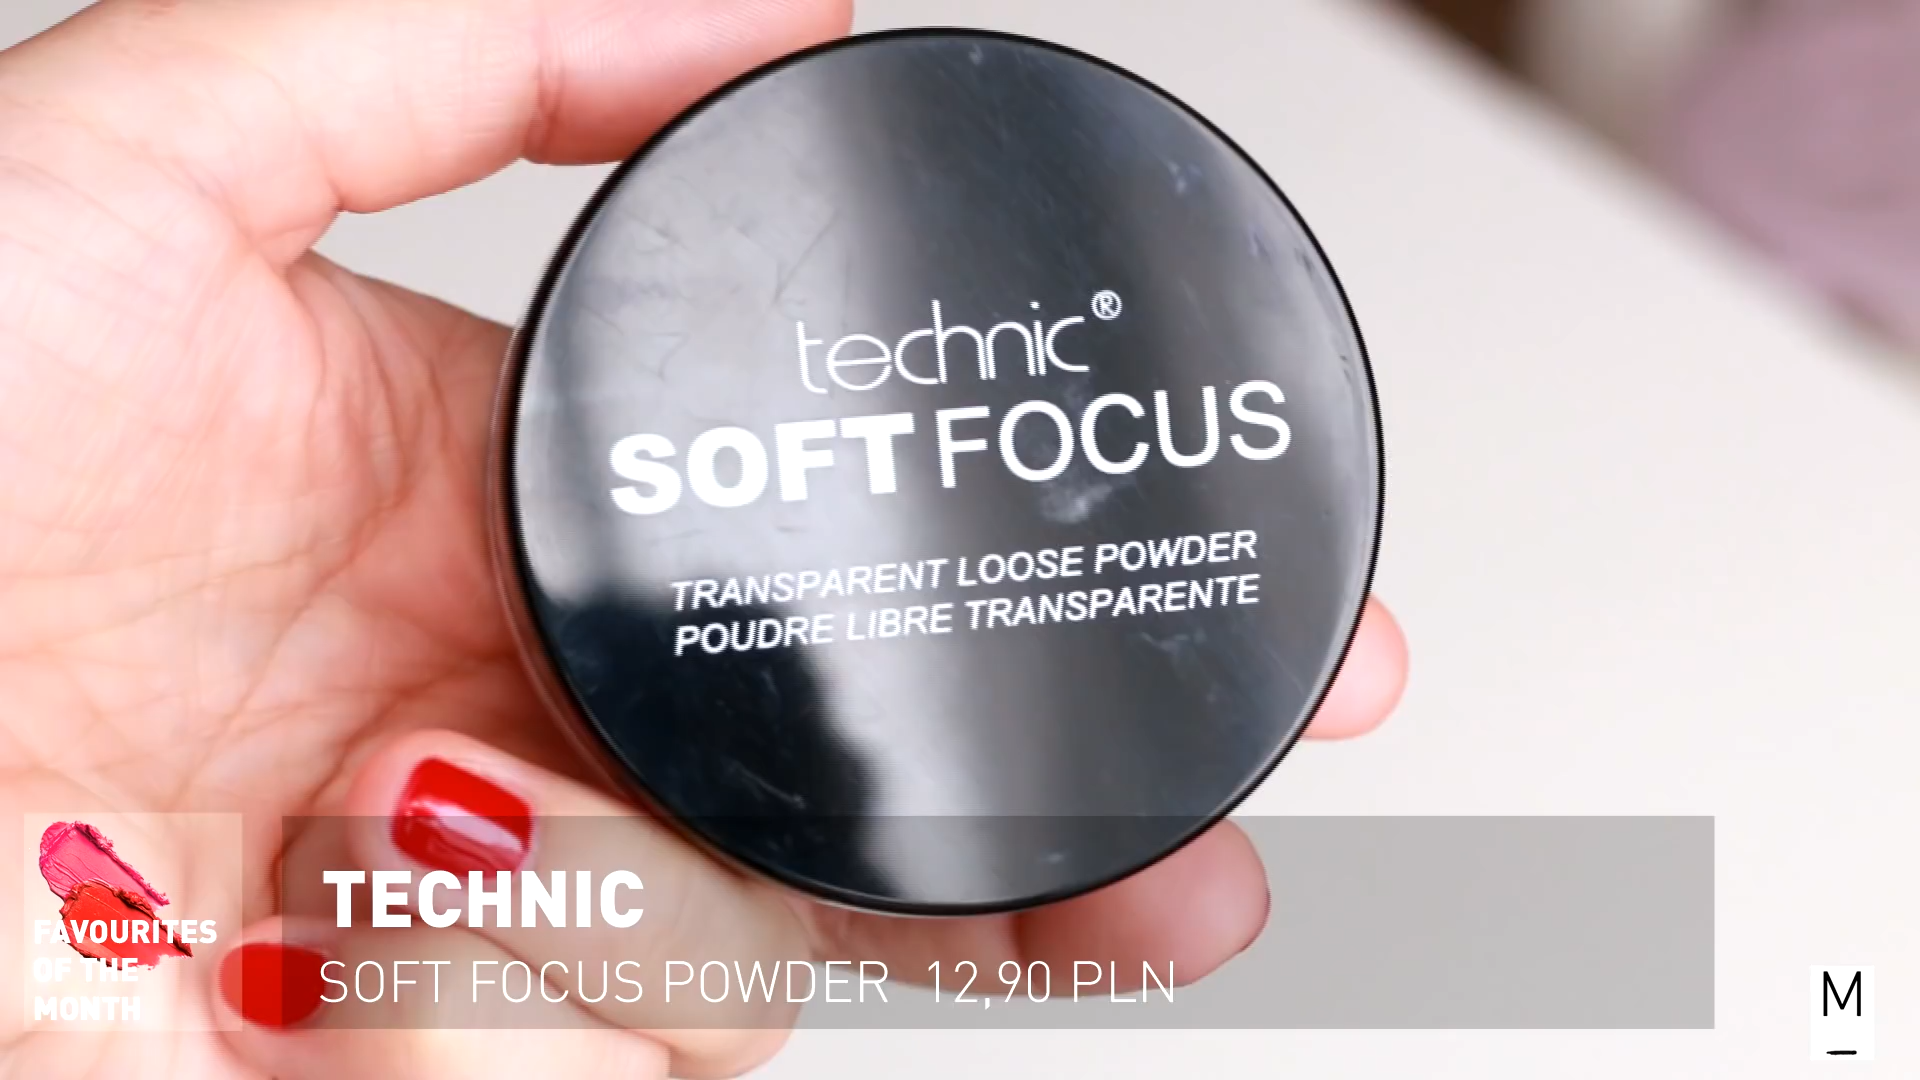 technic®
SOFT FOCUS
TRANSPARENT LOOSE POWDER
POUDRE LIBRE TRANSPARENTE
TECHNIC
SOFT FOCUS POWDER 12,90 PLN
FAVOURITES
OF THE
MONTH
M